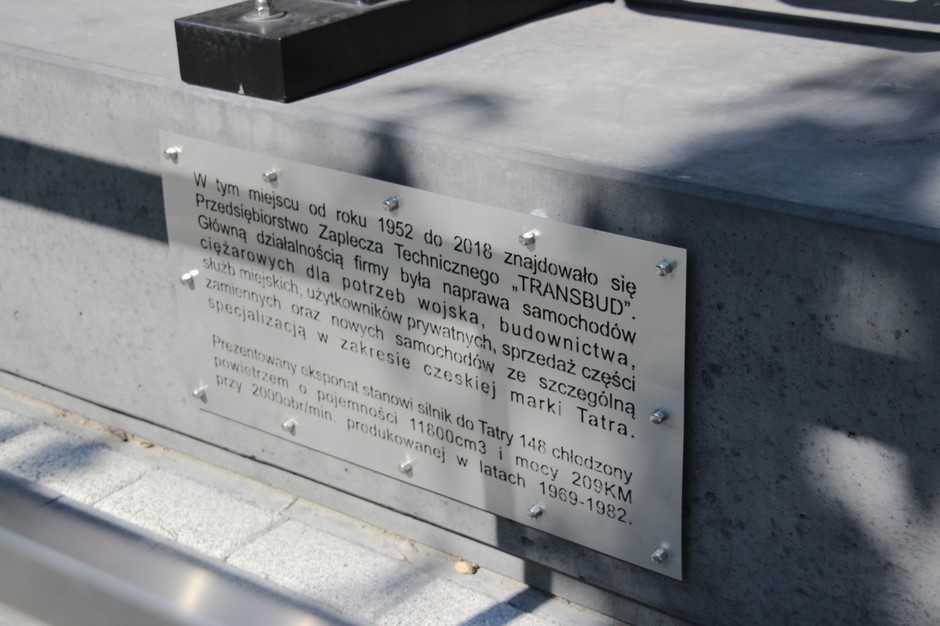 W tym miejscu od roku 1952 do 2018 znajdowało się
Przedsiębiorstwo Zaplecza Technicznego „TRANSBUD”.
Główną działalnością firmy była naprawa samochodów
ciężarowych dla potrzeb wojska, budownictwa,
służb miejskich, użytkowników prywatnych, sprzedaż części
zamiennych oraz nowych samochodów ze szczególną
specjalizacją w zakresie czeskiej marki Tatra.
Prezentowany eksponat stanowi silnik do Tatry 148 chłodzony
powietrzem o pojemności 11800cm3 i mocy 209KM
przy 2000obr/min. produkowanej w latach 1969-1982.